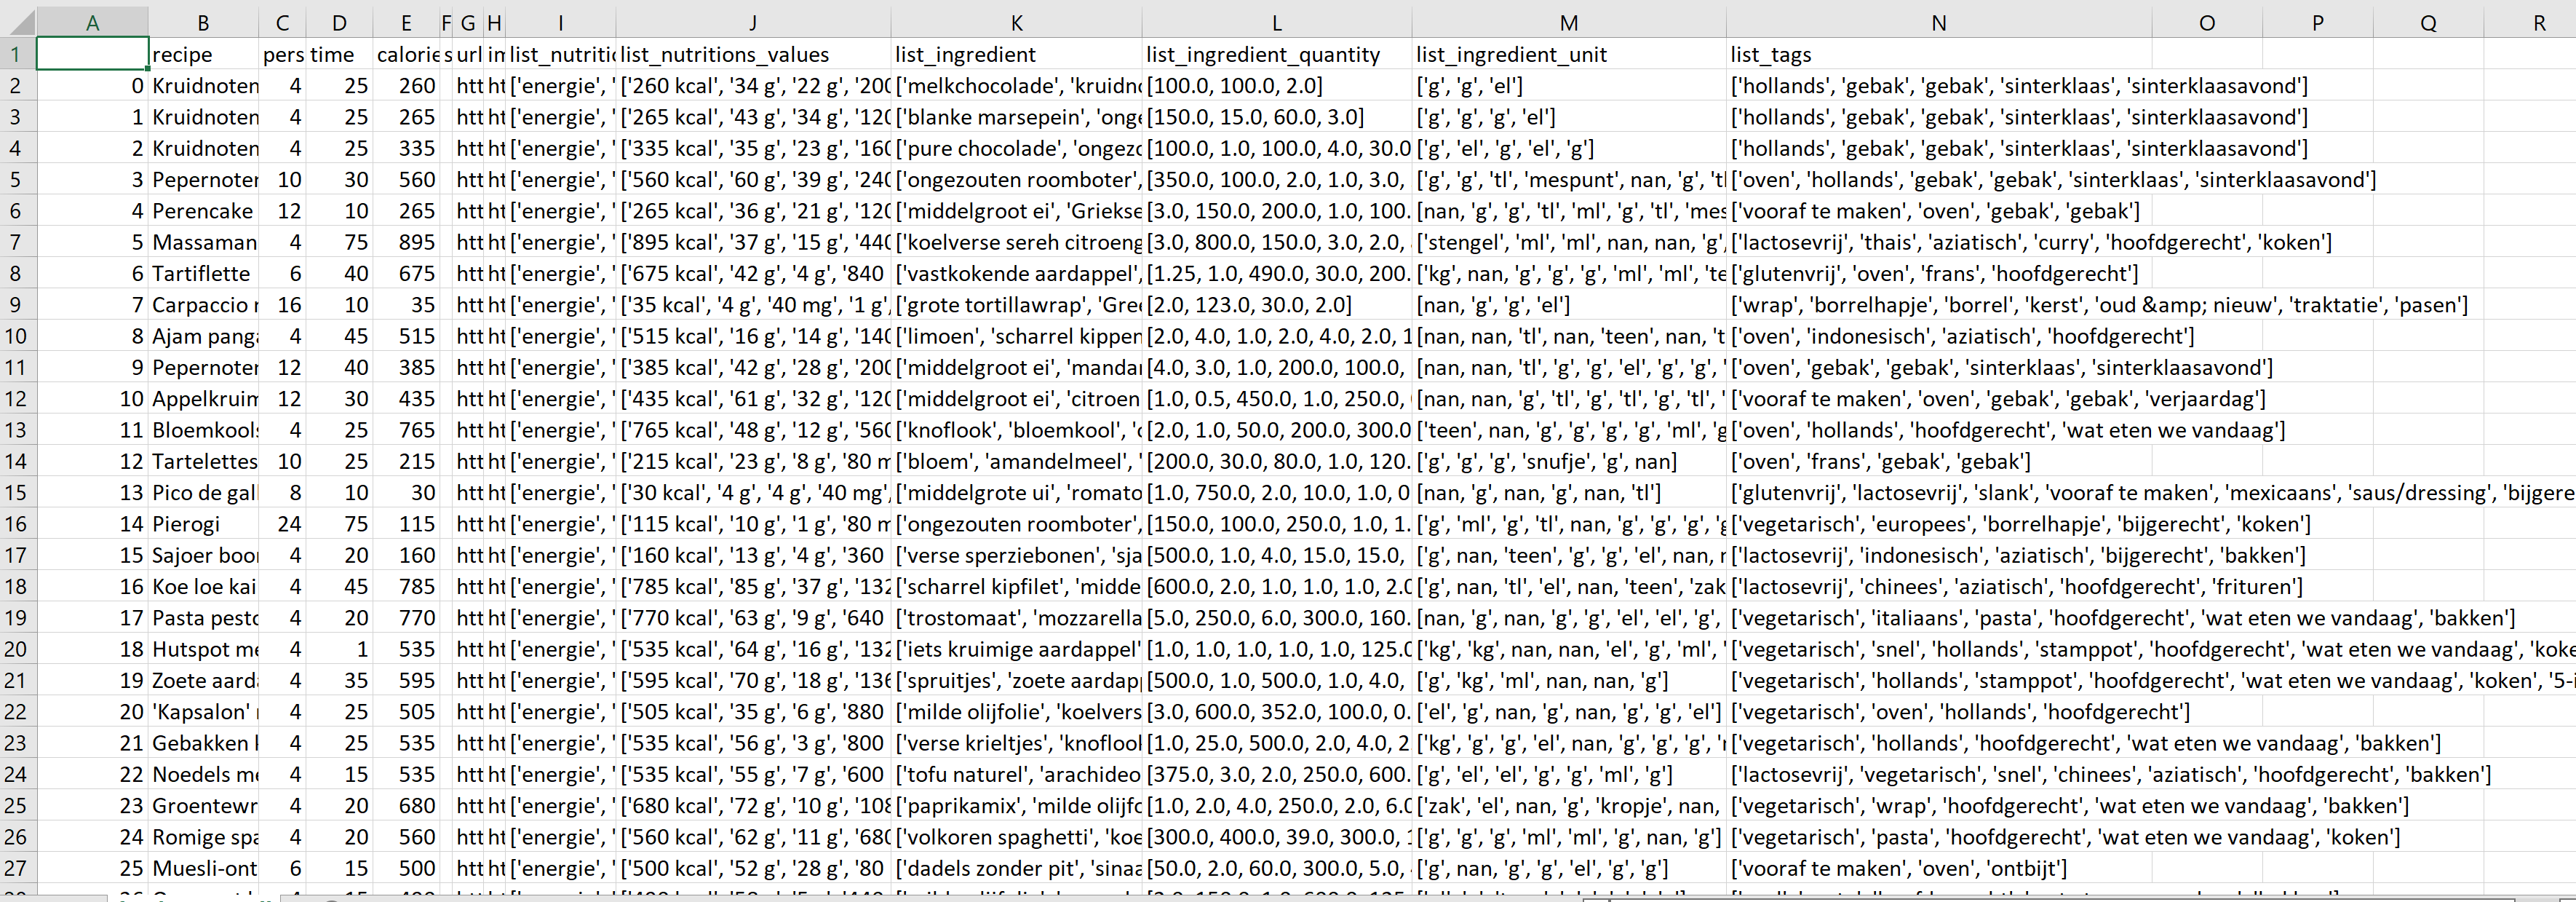 A B C D E F G H I J K L M N O P Q R
1 recipe pers time calorie s url in list_nutritic list_nutritions_values list_ingredient list_ingredient_quantity list_ingredient_unit list_tags
2 0 Kruidnoten 4 25 260 htt ht ['energie', ' ['260 kcal', '34 g', '22 g', '200 ['melkchocolade', 'kruidnc [100.0, 100.0, 2.0] ['g', 'g', 'el'] ['hollands', 'gebak', 'gebak', 'sinterklaas', 'sinterklaasavond']
3 1 Kruidnoten 4 25 265 htt ht ['energie', ' ['265 kcal', '43 g', '34 g', '120 ['blanke marsepein', 'onge [150.0, 15.0, 60.0, 3.0] ['g', 'g', 'g', 'el'] ['hollands', 'gebak', 'gebak', 'sinterklaas', 'sinterklaasavond']
4 2 Kruidnoten 4 25 335 htt ht ['energie', ' ['335 kcal', '35 g', '23 g', '160 ['pure chocolade', 'ongezo [100.0, 1.0, 100.0, 4.0, 30.0 ['g', 'el', 'g', 'el', 'g'] ['hollands', 'gebak', 'gebak', 'sinterklaas', 'sinterklaasavond']
5 3 Pepernoter 10 30 560 htt ht ['energie', ' ['560 kcal', '60 g', '39 g', '240 ['ongezouten roomboter', [350.0, 100.0, 2.0, 1.0, 3.0, ['g', 'g', 'tl', 'mespunt', nan, 'g', 'tl ['oven', 'hollands', 'gebak', 'gebak', 'sinterklaas', 'sinterklaasavond']
6 4 Perencake 12 10 265 htt ht ['energie', ' ['265 kcal', '36 g', '21 g', '120 ['middelgroot ei', 'Griekse [3.0, 150.0, 200.0, 1.0, 100. [nan, 'g', 'g', 'tl', 'ml', 'g', 'tl', 'mes ['vooraf te maken', 'oven', 'gebak', 'gebak']
7 5 Massaman 4 75 895 htt ht ['energie', ' ['895 kcal', '37 g', '15 g', '440 ['koelverse sereh citroeng [3.0, 800.0, 150.0, 3.0, 2.0, ['stengel', 'ml', 'ml', nan, nan, 'g', ['lactosevrij', 'thais', 'aziatisch', 'curry', 'hoofdgerecht', 'koken']
8 6 Tartiflette 6 40 675 htt ht ['energie', ' ['675 kcal', '42 g', '4 g', '840 ['vastkokende aardappel', [1.25, 1.0, 490.0, 30.0, 200. ['kg', nan, 'g', 'g', 'g', 'ml', 'ml', 'te ['glutenvrij', 'oven', 'frans', 'hoofdgerecht']
9 7 Carpaccio r 16 10 35 htt ht ['energie', ' ['35 kcal', '4 g', '40 mg', '1 g', ['grote tortillawrap', 'Gree [2.0, 123.0, 30.0, 2.0] [nan, 'g', 'g', 'el'] ['wrap', 'borrelhapje', 'borrel', 'kerst', 'oud &amp; nieuw', 'traktatie', 'pasen']
10 8 Ajam panga 4 45 515 htt ht ['energie', ' ['515 kcal', '16 g', '14 g', '140 ['limoen', 'scharrel kippen [2.0, 4.0, 1.0, 2.0, 4.0, 2.0, 1 [nan, nan, 'tl', nan, 'teen', nan, 't ['oven', 'indonesisch', 'aziatisch', 'hoofdgerecht']
11 9 Pepernoter 12 40 385 htt ht ['energie', ' ['385 kcal', '42 g', '28 g', '200 ['middelgroot ei', 'mandar [4.0, 3.0, 1.0, 200.0, 100.0, [nan, nan, 'tl', 'g', 'g', 'el', 'g', 'g', ' ['oven', 'gebak', 'gebak', 'sinterklaas', 'sinterklaasavond']
12 10 Appelkruim 12 30 435 htt ht ['energie', ' ['435 kcal', '61 g', '32 g', '120 ['middelgroot ei', 'citroen [1.0, 0.5, 450.0, 1.0, 250.0, [nan, nan, 'g', 'tl', 'g', 'tl', 'g', 'tl', ' ['vooraf te maken', 'oven', 'gebak', 'gebak', 'verjaardag']
13 11 Bloemkools 4 25 765 htt ht ['energie', ' ['765 kcal', '48 g', '12 g', '560 ['knoflook', 'bloemkool', 'c [2.0, 1.0, 50.0, 200.0, 300.0 ['teen', nan, 'g', 'g', 'g', 'g', 'ml', 'g ['oven', 'hollands', 'hoofdgerecht', 'wat eten we vandaag']
14 12 Tartelettes 10 25 215 htt ht ['energie', ' ['215 kcal', '23 g', '8 g', '80 m ['bloem', 'amandelmeel', ' [200.0, 30.0, 80.0, 1.0, 120. ['g', 'g', 'g', 'snufje', 'g', nan] ['oven', 'frans', 'gebak', 'gebak']
15 13 Pico de gal 8 10 30 htt ht ['energie', ' ['30 kcal', '4 g', '4 g', '40 mg', ['middelgrote ui', 'romato [1.0, 750.0, 2.0, 10.0, 1.0, 0 [nan, 'g', nan, 'g', nan, 'tl'] ['glutenvrij', 'lactosevrij', 'slank', 'vooraf te maken', 'mexicaans', 'saus/dressing', 'bijgere
16 14 Pierogi 24 75 115 htt ht ['energie', ' ['115 kcal', '10 g', '1 g', '80 m ['ongezouten roomboter', [150.0, 100.0, 250.0, 1.0, 1. ['g', 'ml', 'g', 'tl', nan, 'g', 'g', 'g', 'g ['vegetarisch', 'europees', 'borrelhapje', 'bijgerecht', 'koken']
17 15 Sajoer boor 4 20 160 htt ht ['energie', ' ['160 kcal', '13 g', '4 g', '360 ['verse sperziebonen', 'sja [500.0, 1.0, 4.0, 15.0, 15.0, ['g', nan, 'teen', 'g', 'g', 'el', nan, r ['lactosevrij', 'indonesisch', 'aziatisch', 'bijgerecht', 'bakken']
18 16 Koe loe kai 4 45 785 htt ht ['energie', ' ['785 kcal', '85 g', '37 g', '132 ['scharrel kipfilet', 'midde [600.0, 2.0, 1.0, 1.0, 1.0, 2.0 ['g', nan, 'tl', 'el', nan, 'teen', 'zak ['lactosevrij', 'chinees', 'aziatisch', 'hoofdgerecht', 'frituren']
19 17 Pasta pesto 4 20 770 htt ht ['energie', ' ['770 kcal', '63 g', '9 g', '640 ['trostomaat', 'mozzarella [5.0, 250.0, 6.0, 300.0, 160. [nan, 'g', nan, 'g', 'el', 'el', 'g', ['vegetarisch', 'italiaans', 'pasta', 'hoofdgerecht', 'wat eten we vandaag', 'bakken']
20 18 Hutspot me 4 1 535 htt ht ['energie', ' ['535 kcal', '64 g', '16 g', '132 ['iets kruimige aardappel' [1.0, 1.0, 1.0, 1.0, 1.0, 125.0 ['kg', 'kg', nan, nan, 'el', 'g', 'ml', ' ['vegetarisch', 'snel', 'hollands', 'stamppot', 'hoofdgerecht', 'wat eten we vandaag', 'koke
21 19 Zoete aard 4 35 595 htt ht ['energie', ' ['595 kcal', '70 g', '18 g', '136 ['spruitjes', 'zoete aardapp [500.0, 1.0, 500.0, 1.0, 4.0, ['g', 'kg', 'ml', nan, nan, 'g'] ['vegetarisch', 'hollands', 'stamppot', 'hoofdgerecht', 'wat eten we vandaag', 'koken', '5-i
22 20 'Kapsalon' r 4 25 505 htt ht ['energie', ' ['505 kcal', '35 g', '6 g', '880 ['milde olijfolie', 'koelvers [3.0, 600.0, 352.0, 100.0, 0. ['el', 'g', nan, 'g', nan, 'g', 'g', 'el'] ['vegetarisch', 'oven', 'hollands', 'hoofdgerecht']
23 21 Gebakken k 4 25 535 htt ht ['energie', ' ['535 kcal', '56 g', '3 g', '800 ['verse krieltjes', 'knoflool [1.0, 25.0, 500.0, 2.0, 4.0, 2 ['kg', 'g', 'g', 'el', nan, 'g', 'g', 'g', 'r ['vegetarisch', 'hollands', 'hoofdgerecht', 'wat eten we vandaag', 'bakken']
24 22 Noedels me 4 15 535 htt ht ['energie', ' ['535 kcal', '55 g', '7 g', '600 ['tofu naturel', 'arachideo [375.0, 3.0, 2.0, 250.0, 600. ['g', 'el', 'el', 'g', 'g', 'ml', 'g'] ['lactosevrij', 'vegetarisch', 'snel', 'chinees', 'aziatisch', 'hoofdgerecht', 'bakken']
25 23 Groentewr 4 20 680 htt ht ['energie', ' ['680 kcal', '72 g', '10 g', '108 ['paprikamix', 'milde olijfo [1.0, 2.0, 4.0, 250.0, 2.0, 6.0 ['zak', 'el', nan, 'g', 'kropje', nan, ['vegetarisch', 'wrap', 'hoofdgerecht', 'wat eten we vandaag', 'bakken']
26 24 Romige spa 4 20 560 htt ht ['energie', ' ['560 kcal', '62 g', '11 g', '680 ['volkoren spaghetti', 'koe [300.0, 400.0, 39.0, 300.0, 1 ['g', 'g', 'g', 'ml', 'ml', 'g', nan, 'g'] ['vegetarisch', 'pasta', 'hoofdgerecht', 'wat eten we vandaag', 'koken']
27 25 Muesli-ont 6 15 500 htt ht ['energie', ' ['500 kcal', '52 g', '28 g', '80 ['dadels zonder pit', 'sinaa [50.0, 2.0, 60.0, 300.0, 5.0, ['g', nan, 'g', 'g', 'el', 'g', 'g'] ['vooraf te maken', 'oven', 'ontbijt']